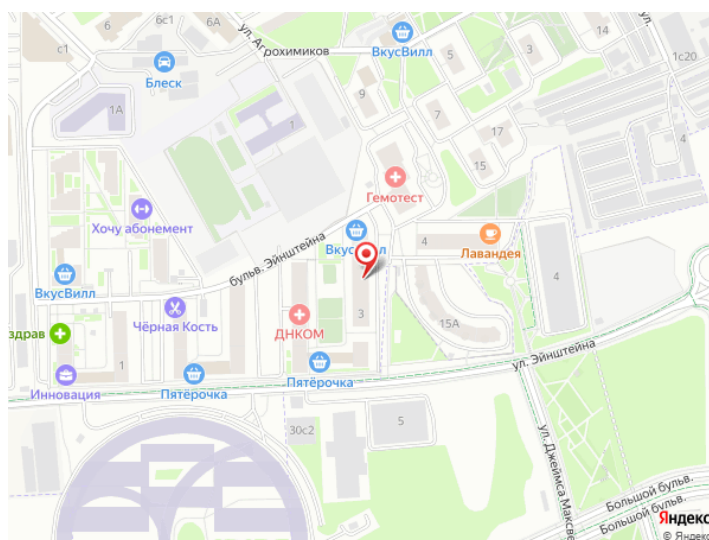 6
6с1
6А
с1
ул. Агрохимиков
ВкусВилл
5
3
14
ул.
1с20
Блеск
9
7
1А
1
17
4
15
Гемотест
Хочу абонемент
ВкусВилл
4
Лавандея
бульв. Эйнштейна
ВкусВилл
4
Чёрная Кость
ДНКОМ
3
15А
здрав
1
ул. Эйнштейна
Инновация
Пятёрочка
Пятёрочка
30с2
5
ул. Джеймса Максве
Большой бульв.
Большой бульв.
Яндекс
© Яндекс